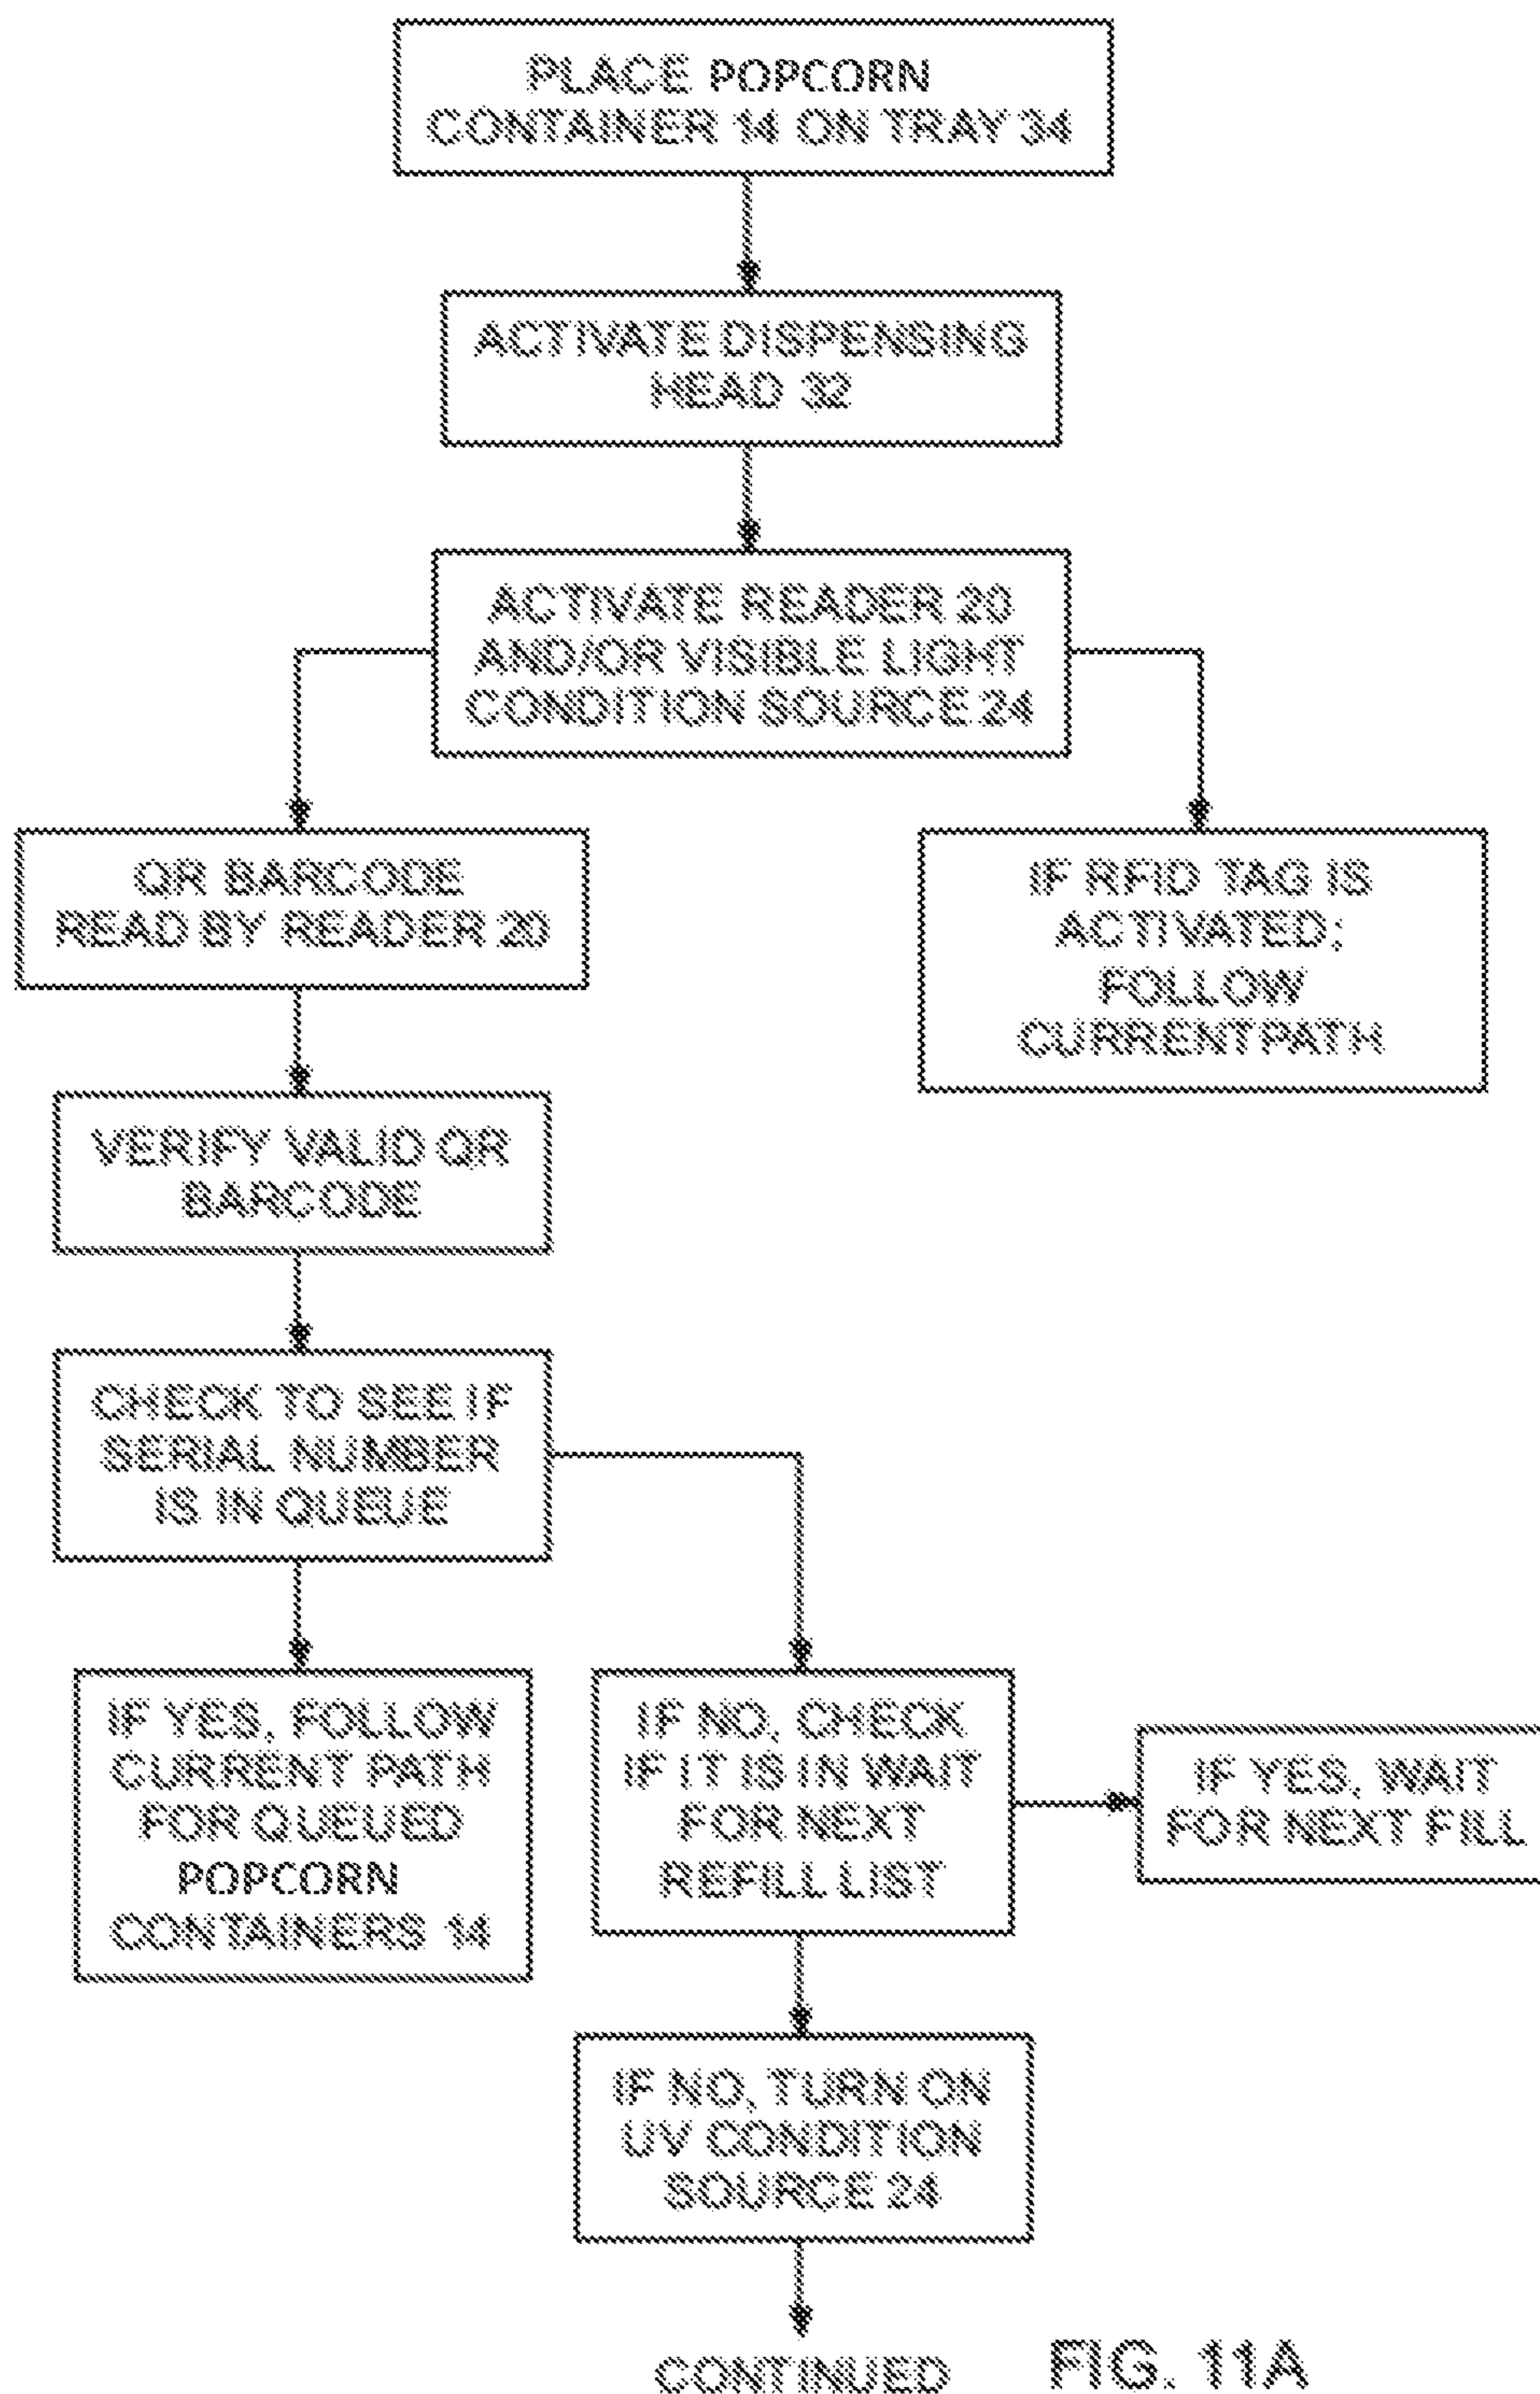 PLACE POPCORN
CONTAINER 14 ON TRAY 34
ACTIVATE DISPENSING
HEAD 32
ACTIVATE READER 20
AND/OR VISIBLE LIGHT
CONDITION SOURCE 24
QR BARCODE
READ BY READER 20
IF RFID TAG IS
ACTIVATED;
FOLLOW
CURRENT PATH
VERIFY VALID QR
BARCODE
CHECK TO SEE IF
SERIAL NUMBER
IS IN QUEUE
IF YES, FOLLOW
CURRENT PATH
FOR QUEUED
POPCORN
CONTAINERS 14
IF NO, CHECK
IF IT IS IN WAIT
FOR NEXT
REFILL LIST
IF YES, WAIT
FOR NEXT FILL
IF NO, TURN ON
UV CONDITION
SOURCE 24
CONTINUED
FIG. 11A